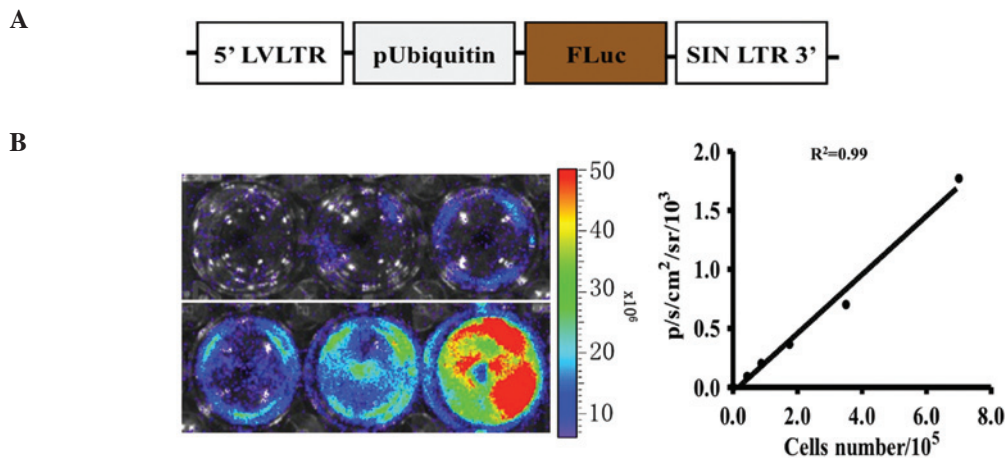 A
5' LVLTR pUbiquitin FLuc SIN LTR 3'
B
50
40
30
20
10
x10⁶
R²=0.99
p/s/cm²/sr/10³
2.0
1.5
1.0
0.5
0.0
0.0 2.0 4.0 6.0 8.0
Cells number/10⁵